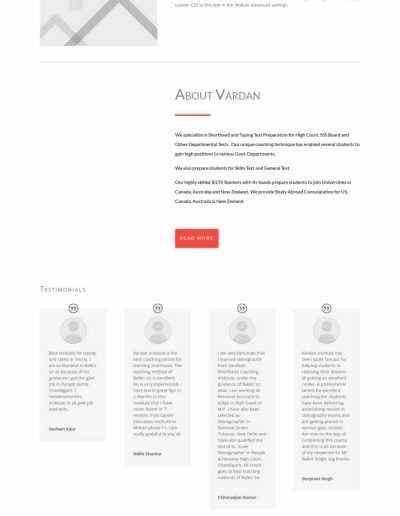 custom CSS to this text in the module Advanced settings.
About Vardan
We specialize in Shorthand and Typing Test Preparation for High Court, SSS Board and
Other Departmental Tests. Our unique coaching technique has enabled several students to
gain high positions in various Govt. Departments.
We also prepare students for Skills Test and General Test.
Our highly skilled IELTS Teachers with 8+ bands prepare students to join Universities in
Canada, Australia and New Zealand. We provide Study Abroad Consulatation for US,
Canada, Australia & New Zealand.
READ MORE
Testimonials
Best institute for typing
and steno in Tricity. I
am so thankful to Balbir
sir as because of his
guidance I got the govt
job in Punjab sector
Chandigarh. I
recommend this
institute to all govt job
aspirants.
Gurleen Kaur
Vardan Institute is the
best coaching centre for
learning shorthand. The
teaching method of
Balbir sir is excellent.
He is very experienced. I
have learnt great tips in
2 months in this
institute that i have
never learnt in 7
months from Career
Education Institute in
Mohali phase 11. I am
really grateful to you sir
Nidhi Sharma
I am very fortunate that
I learned stenography
from Vardhan
Shorthand Coaching
Institute, under the
guidance of Balbir sir.
Now, I am working as
Personal Assistant to
Judge in High Court of
M.P. I have also been
selected as
Stenographer in
National Green
Tribunal, New Delhi and
have also qualified the
test of Sr. Scale
Stenographer in Punjab
& Haryana High Court,
Chandigarh. All credit
goes to best teaching
methods of Balbir Sir.
Chitaranjan Kumar
Vardan Institute has
been quite famous for
helping students in
realising their dreams
of getting an excellent
career. A phenomenal
centre for excellent
coaching,the students
have been delivering
astonishing results in
stenography exams and
are getting placed in
various govt. sectors.
Am now on the way of
completing this course
and this is all because
of my respected Sir Mr
Balbir Singh. big thanks.
Gurpreet Singh